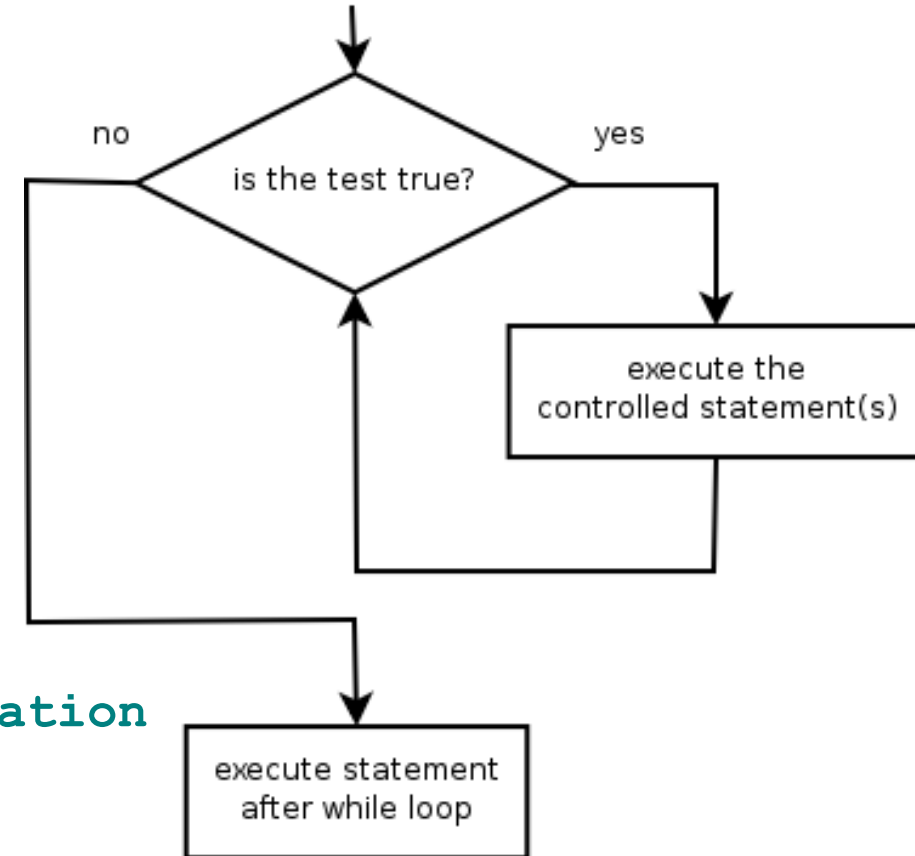 no
yes
is the test true?
execute the
controlled statement(s)
ation
execute statement
after while loop